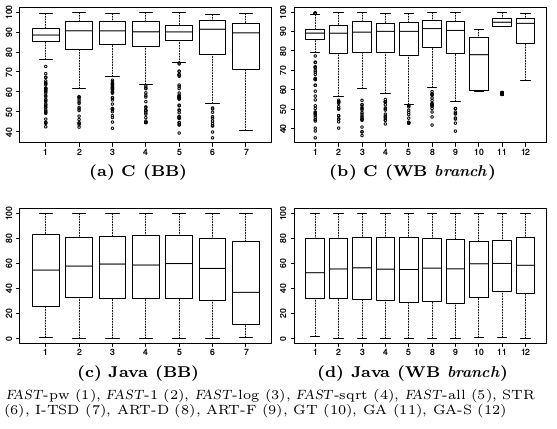 100
90
80
70
60
50
40
1 2 3 4 5 6 7
(a) C (BB)
100
90
80
70
60
50
40
1 2 3 4 5 6 7 8 9 10 11 12
(b) C (WB branch)
100
80
60
40
20
0
1 2 3 4 5 6 7
(c) Java (BB)
100
80
60
40
20
0
1 2 3 4 5 6 7 8 9 10 11 12
(d) Java (WB branch)
FAST-pw (1), FAST-1 (2), FAST-log (3), FAST-sqrt (4), FAST-all (5), STR
(6), I-TSD (7), ART-D (8), ART-F (9), GT (10), GA (11), GA-S (12)